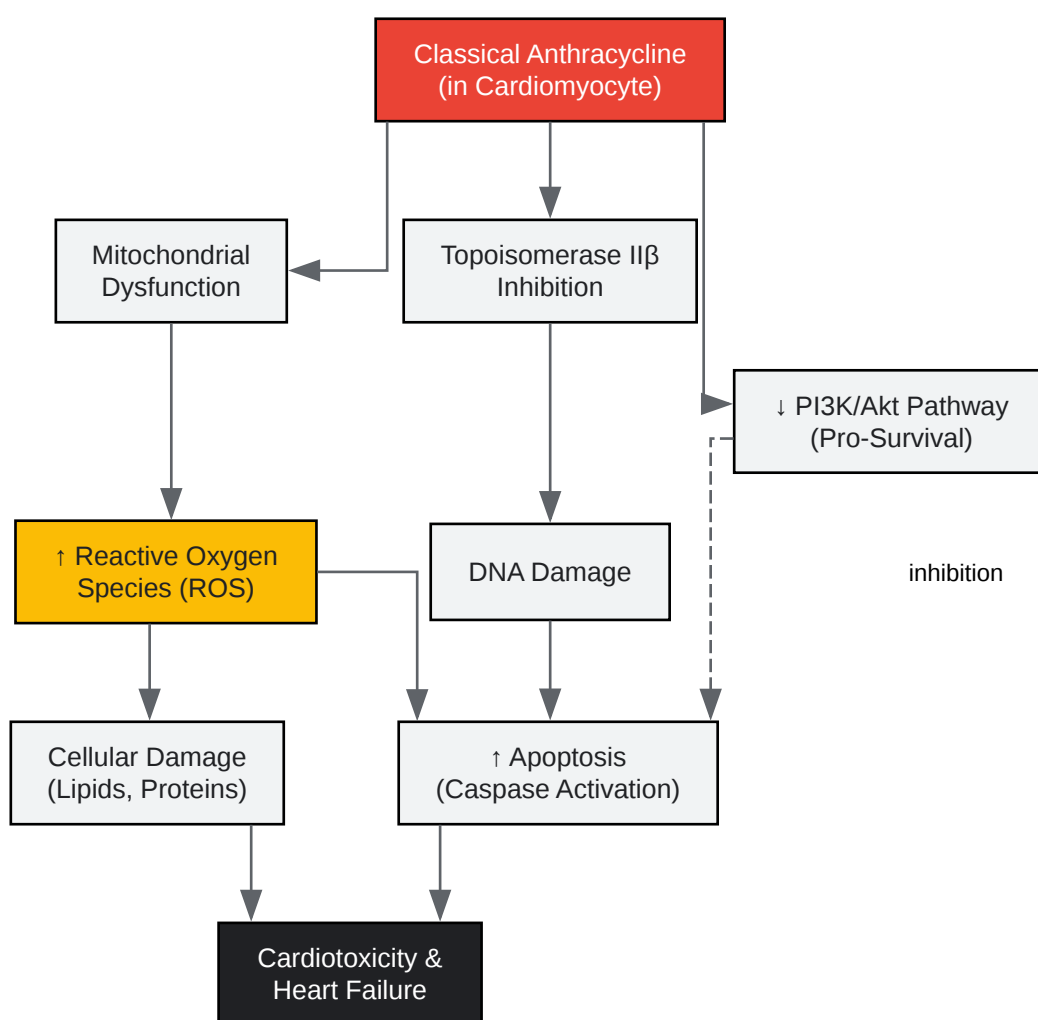 Classical Anthracycline
(in Cardiomyocyte)
Mitochondrial
Dysfunction
Topoisomerase IIβ
Inhibition
↓ PI3K/Akt Pathway
(Pro-Survival)
↑ Reactive Oxygen
Species (ROS)
DNA Damage
inhibition
Cellular Damage
(Lipids, Proteins)
↑ Apoptosis
(Caspase Activation)
Cardiotoxicity &
Heart Failure